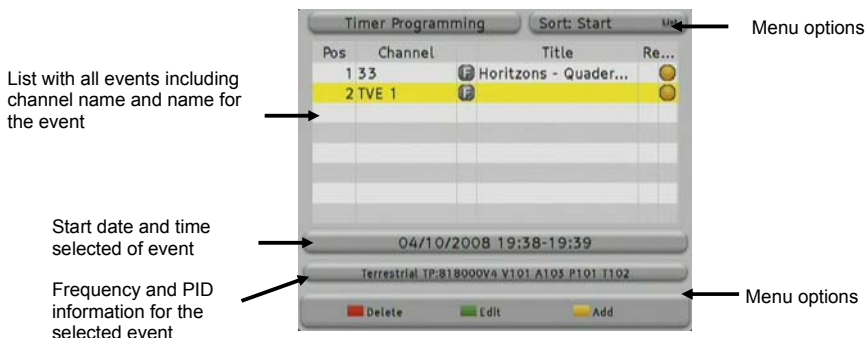 Timer Programming
Sort: Start
List
Menu options
Pos Channel Title Re...
1 33 F Horitzons - Quader...
2 TVE 1 F
List with all events including
channel name and name for
the event
Start date and time
selected of event
04/10/2008 19:38-19:39
Frequency and PID
information for the
selected event
Terrestrial TP:818000V4 V101 A103 P101 T102
Delete Edit Add
Menu options